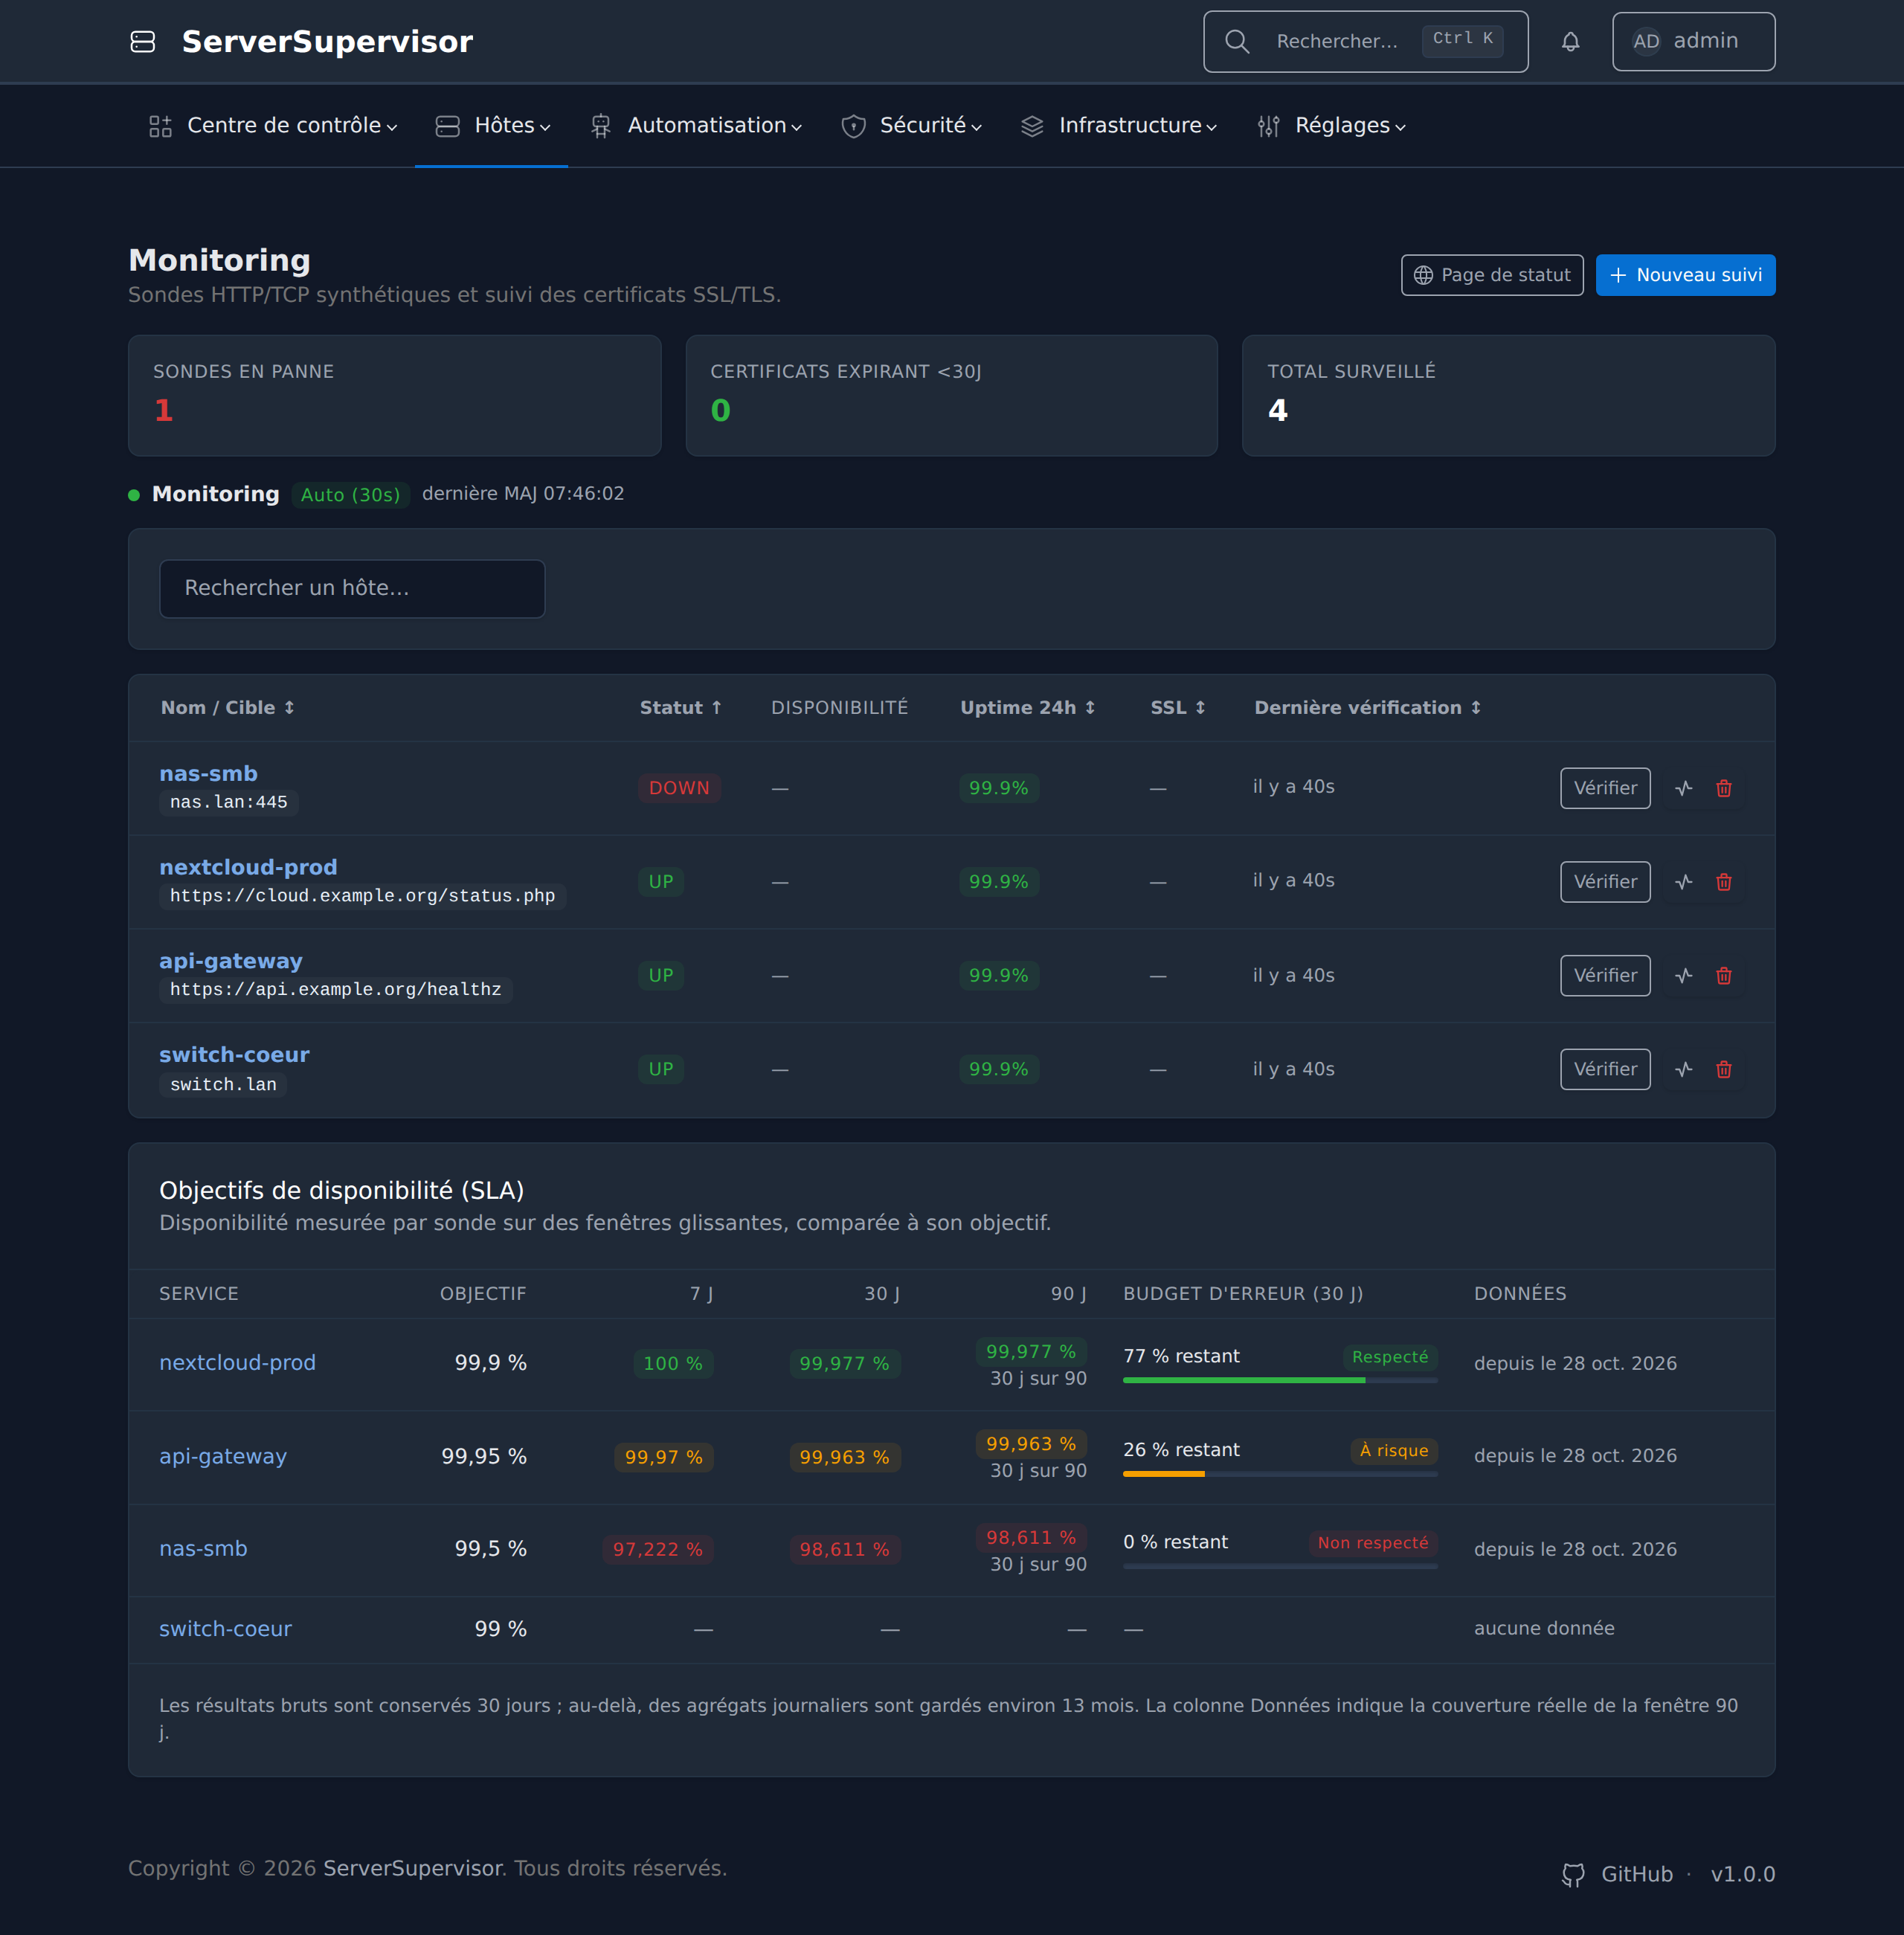 ServerSupervisor
Rechercher... Ctrl K
AD admin
Centre de contrôle Hôtes Automatisation Sécurité Infrastructure Réglages
Monitoring
Sondes HTTP/TCP synthétiques et suivi des certificats SSL/TLS.
Page de statut
Nouveau suivi
SONDES EN PANNE
1
CERTIFICATS EXPIRANT <30J
0
TOTAL SURVEILLÉ
4
Monitoring Auto (30s) dernière MAJ 07:46:02
Rechercher un hôte...
Nom / Cible ↕ Statut ↑ DISPONIBILITÉ Uptime 24h ↕ SSL ↕ Dernière vérification ↕
nas-smb
nas.lan:445
DOWN — 99.9% — il y a 40s Vérifier
nextcloud-prod
https://cloud.example.org/status.php
UP — 99.9% — il y a 40s Vérifier
api-gateway
https://api.example.org/healthz
UP — 99.9% — il y a 40s Vérifier
switch-coeur
switch.lan
UP — 99.9% — il y a 40s Vérifier
Objectifs de disponibilité (SLA)
Disponibilité mesurée par sonde sur des fenêtres glissantes, comparée à son objectif.
SERVICE OBJECTIF 7 J 30 J 90 J BUDGET D'ERREUR (30 J) DONNÉES
nextcloud-prod 99,9 % 100 % 99,977 % 99,977 %
30 j sur 90
77 % restant Respecté depuis le 28 oct. 2026
api-gateway 99,95 % 99,97 % 99,963 % 99,963 %
30 j sur 90
26 % restant À risque depuis le 28 oct. 2026
nas-smb 99,5 % 97,222 % 98,611 % 98,611 %
30 j sur 90
0 % restant Non respecté depuis le 28 oct. 2026
switch-coeur 99 % — — — — aucune donnée
Les résultats bruts sont conservés 30 jours ; au-delà, des agrégats journaliers sont gardés environ 13 mois. La colonne Données indique la couverture réelle de la fenêtre 90
j.
Copyright © 2026 ServerSupervisor. Tous droits réservés.
GitHub · v1.0.0